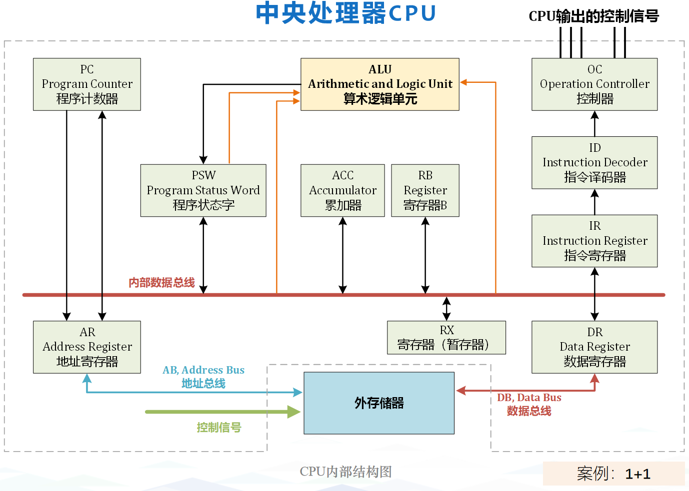 中央处理器CPU
CPU输出的控制信号
PC
Program Counter
程序计数器
ALU
Arithmetic and Logic Unit
算术逻辑单元
OC
Operation Controller
控制器
PSW
Program Status Word
程序状态字
ACC
Accumulator
累加器
RB
Register
寄存器B
ID
Instruction Decoder
指令译码器
IR
Instruction Register
指令寄存器
内部数据总线
AR
Address Register
地址寄存器
RX
寄存器（暂存器）
DR
Data Register
数据寄存器
AB, Address Bus
地址总线
外存储器
DB, Data Bus
数据总线
控制信号
CPU内部结构图
案例：1+1